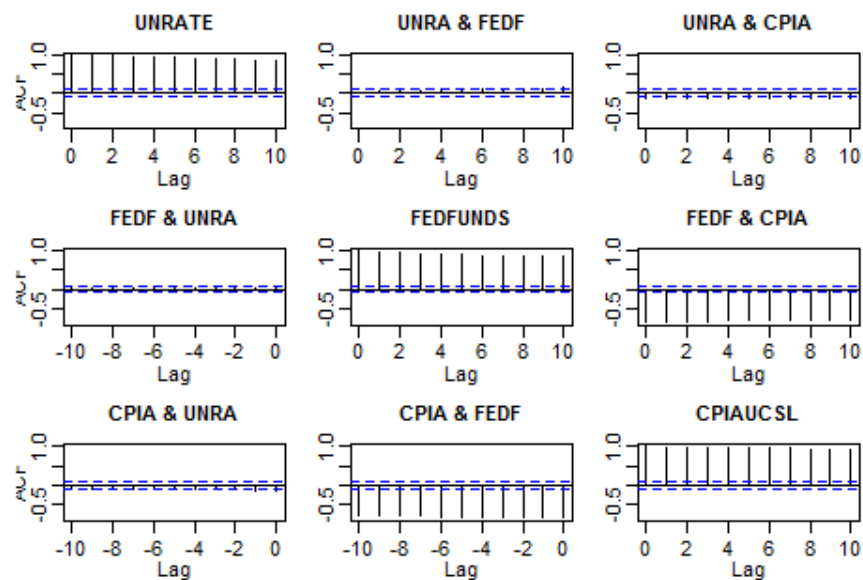 UNRATE UNRA & FEDF UNRA & CPIA
ACF
-0.5 1.0 -0.5 1.0 -0.5 1.0
0 2 4 6 8 10 0 2 4 6 8 10 0 2 4 6 8 10
Lag Lag Lag
FEDF & UNRA FEDFUNDS FEDF & CPIA
ACF
-0.5 1.0 -0.5 1.0 -0.5 1.0
-10 -8 -6 -4 -2 0 0 2 4 6 8 10 0 2 4 6 8 10
Lag Lag Lag
CPIA & UNRA CPIA & FEDF CPIAUCSL
ACF
-0.5 1.0 -0.5 1.0 -0.5 1.0
-10 -8 -6 -4 -2 0 -10 -8 -6 -4 -2 0 0 2 4 6 8 10
Lag Lag Lag